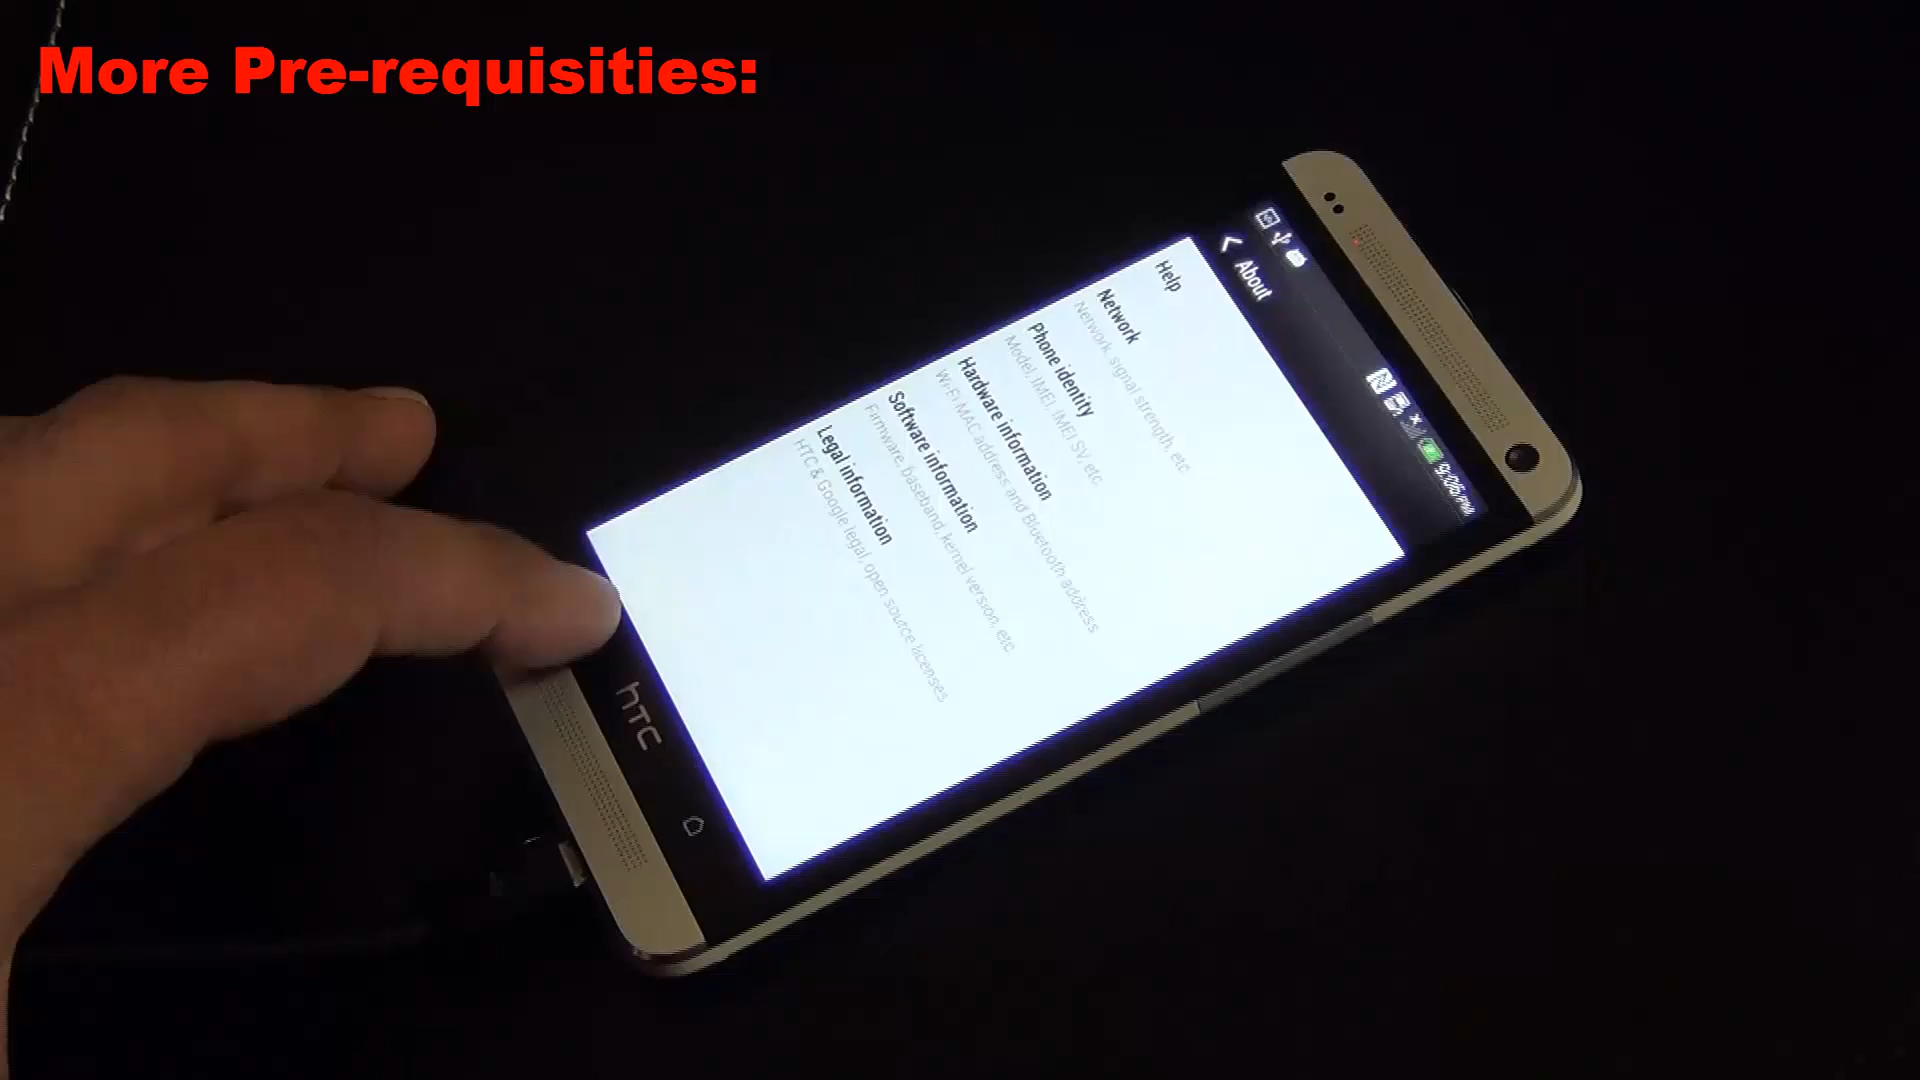 More Pre-requisities:
About
Help
Network
Network, signal strength, etc.
Phone identity
Model, IMEI, IMEI SV, etc.
Hardware information
Wi-Fi MAC address and Bluetooth address
Software information
Firmware, baseband, kernel version, etc.
Legal information
HTC & Google legal, open source licenses
hTC